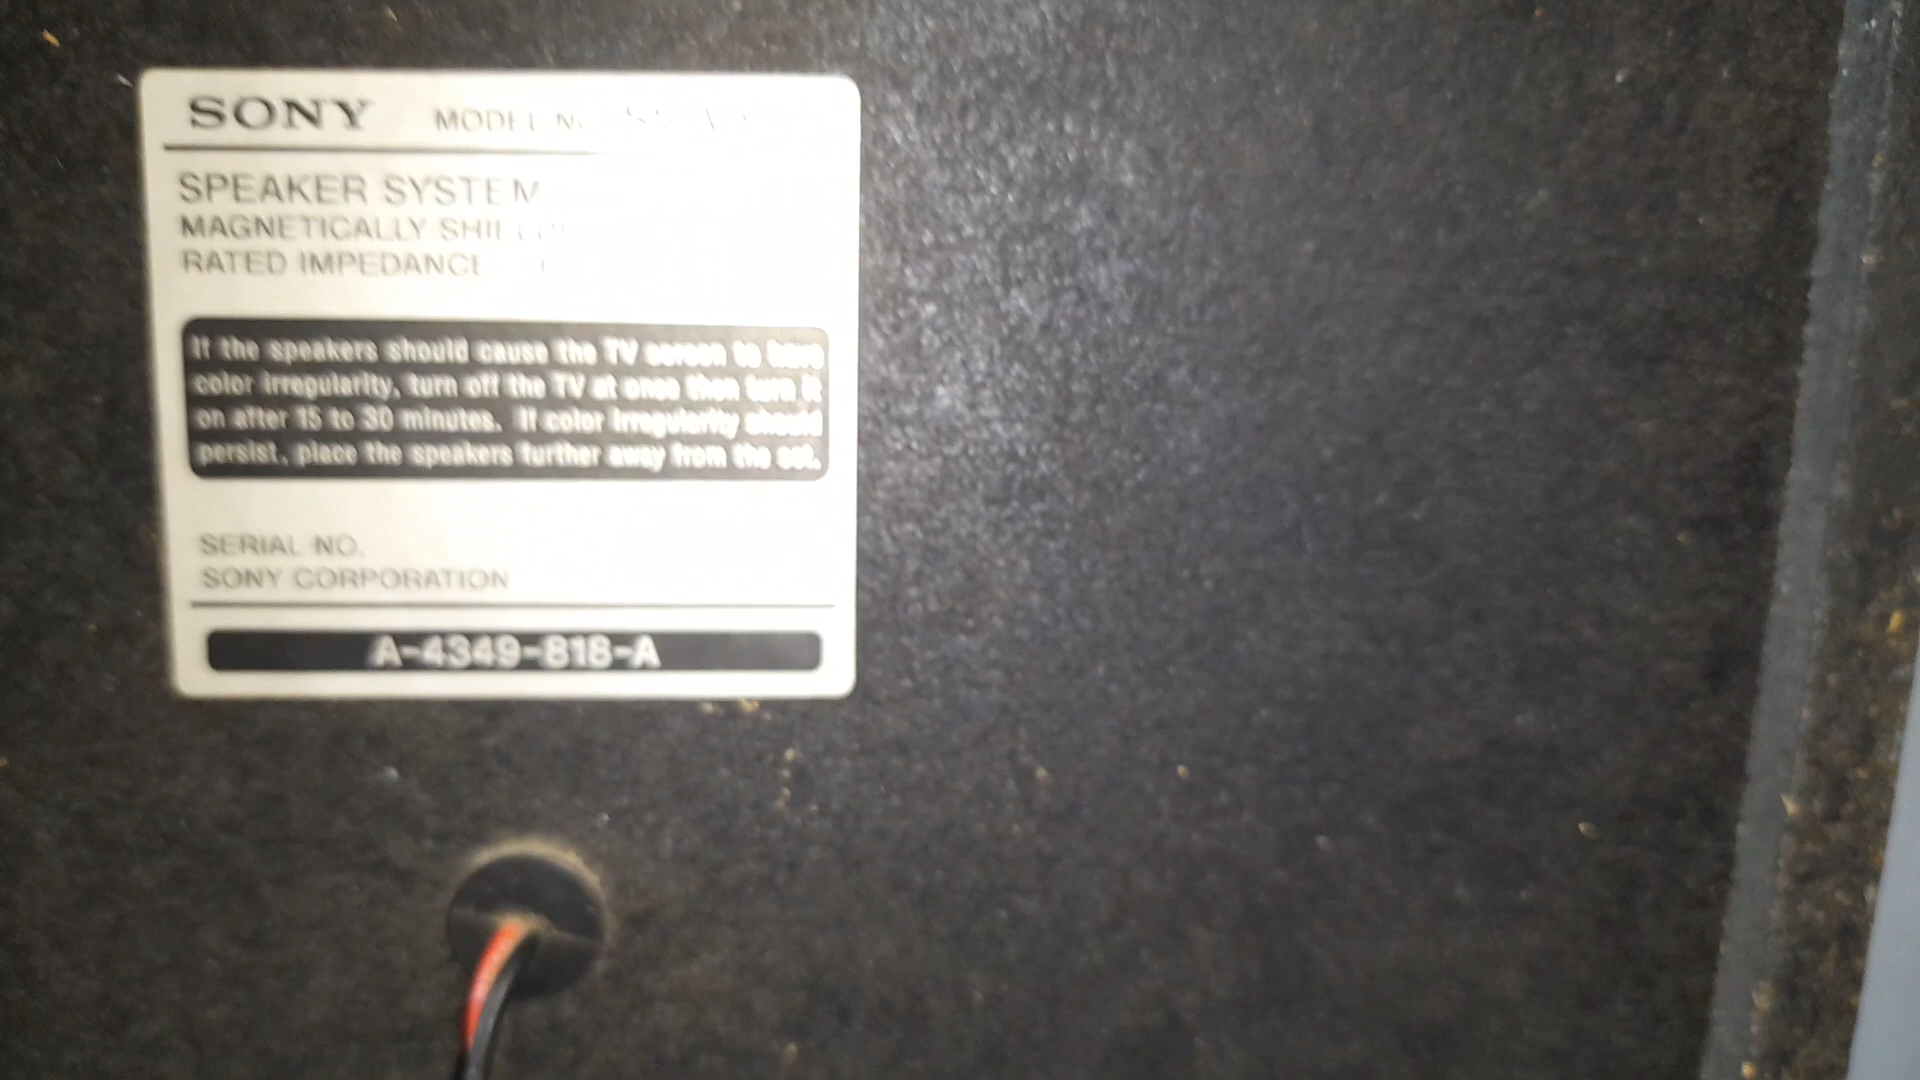 SONY MODEL
SPEAKER SYSTEM
MAGNETICALLY
RATED IMPEDANCE
If the speakers should cause the TV screen to have
color irregularity, turn off the TV at once then turn it
on after 15 to 30 minutes. If color irregularity should
persist, place the speakers further away from the set.
SERIAL NO.
SONY CORPORATION
A-4349-818-A